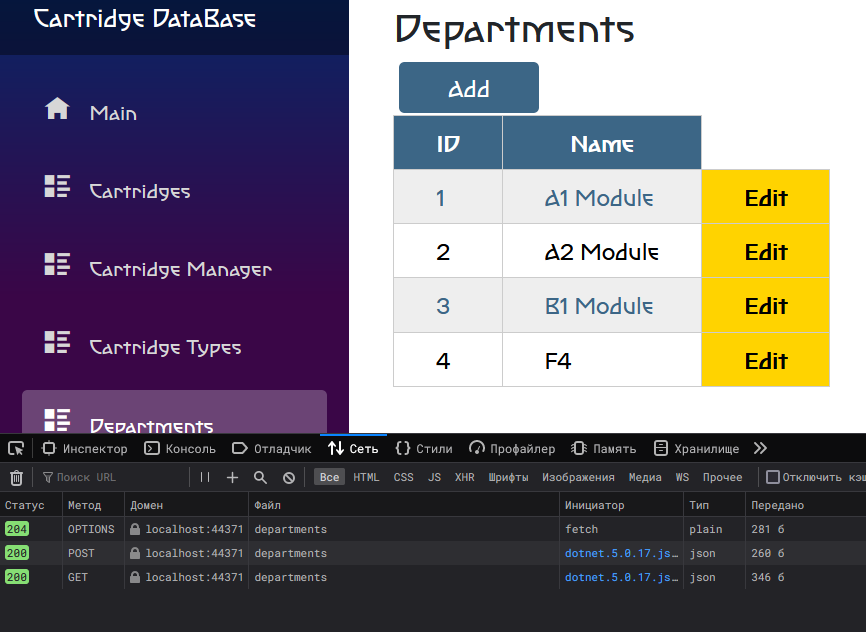 Cartridge DataBase
Main
Cartridges
Cartridge Manager
Cartridge Types
Departments
Departments
Add
ID Name
1 A1 Module Edit
2 A2 Module Edit
3 B1 Module Edit
4 F4 Edit
Инспектор Консоль Отладчик Сеть Стили Профайлер Память Хранилище
Поиск URL Все HTML CSS JS XHR Шрифты Изображения Медиа WS Прочее Отключить кэш
Статус Метод Домен Файл Инициатор Тип Передано
204 OPTIONS localhost:44371 departments fetch plain 281 б
200 POST localhost:44371 departments dotnet.5.0.17.js… json 260 б
200 GET localhost:44371 departments dotnet.5.0.17.js… json 346 б